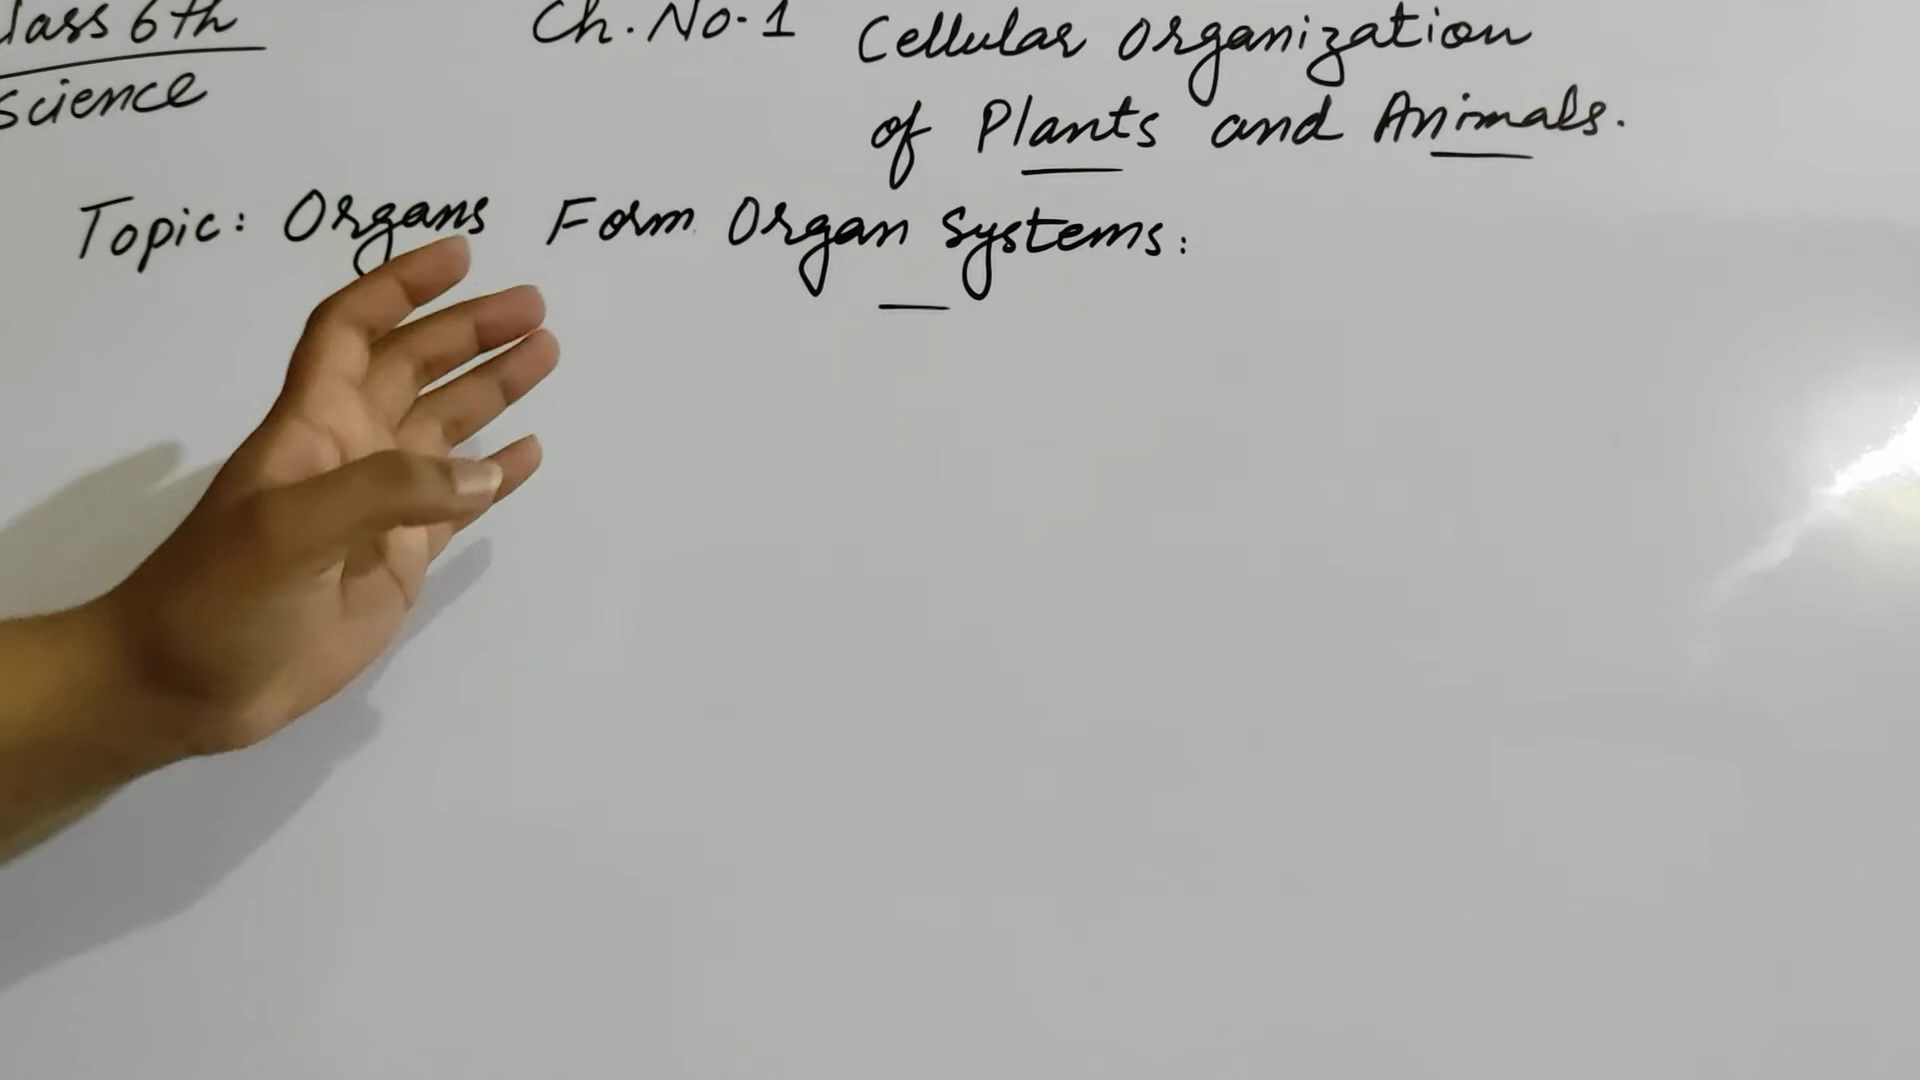 lass 6th
Science
Ch. No. 1 Cellular Organization
of Plants and Animals.
Topic: Organs Form Organ Systems: